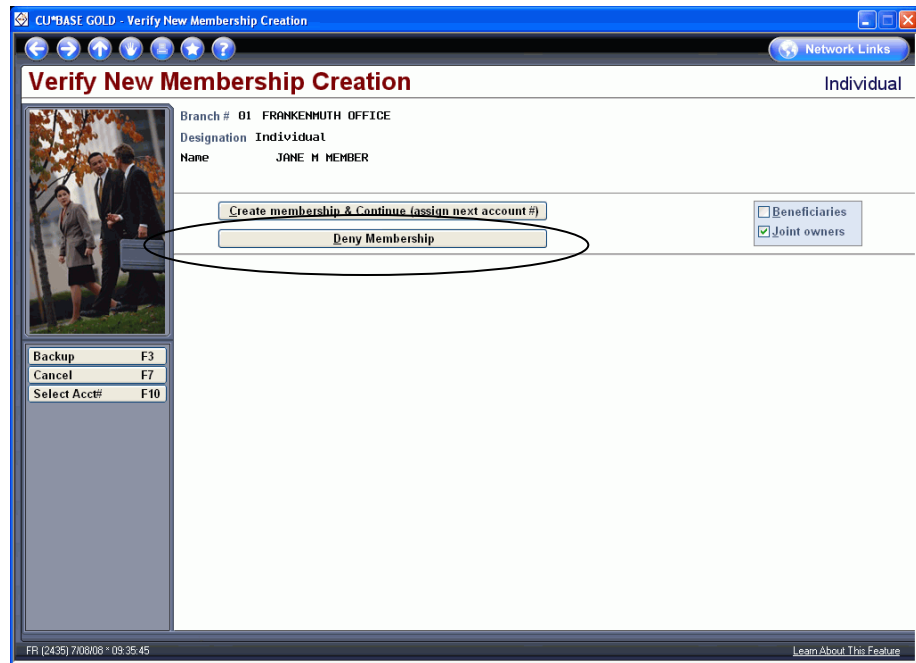 CU*BASE GOLD - Verify New Membership Creation
Network Links
Verify New Membership Creation
Individual
Branch # 01 FRANKENMUTH OFFICE
Designation Individual
Name JANE M MEMBER
Create membership & Continue (assign next account #)
Beneficiaries
Deny Membership
Joint owners
Backup F3
Cancel F7
Select Acct# F10
FR (2435) 7/08/08 * 09:35:45
Learn About This Feature